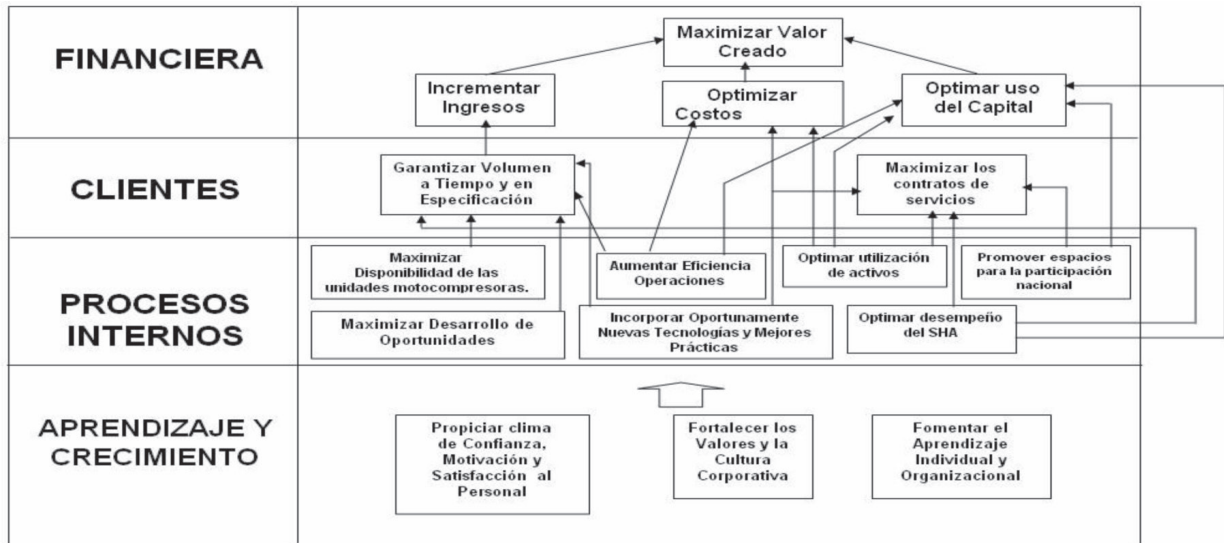 FINANCIERA
Maximizar Valor
Creado
Incrementar
Ingresos
Optimizar
Costos
Optimar uso
del Capital
CLIENTES
Garantizar Volumen
a Tiempo y en
Especificación
Maximizar los
contratos de
servicios
PROCESOS
INTERNOS
Maximizar
Disponibilidad de las
unidades motocompresoras.
Aumentar Eficiencia
Operaciones
Optimar utilización
de activos
Promover espacios
para la participación
nacional
Maximizar Desarrollo de
Oportunidades
Incorporar Oportunamente
Nuevas Tecnologías y Mejores
Prácticas
Optimar desempeño
del SHA
APRENDIZAJE Y
CRECIMIENTO
Propiciar clima
de Confianza,
Motivación y
Satisfacción al
Personal
Fortalecer los
Valores y la
Cultura
Corporativa
Fomentar el
Aprendizaje
Individual y
Organizacional